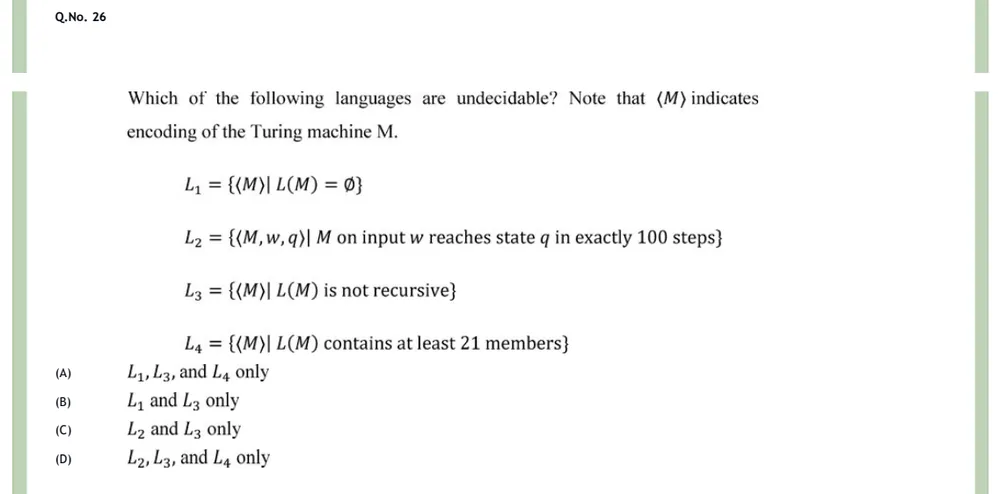 Q.No. 26
Which of the following languages are undecidable? Note that ⟨M⟩ indicates
encoding of the Turing machine M.
L₁ = {⟨M⟩| L(M) = ∅}
L₂ = {⟨M, w, q⟩| M on input w reaches state q in exactly 100 steps}
L₃ = {⟨M⟩| L(M) is not recursive}
L₄ = {⟨M⟩| L(M) contains at least 21 members}
(A) L₁, L₃, and L₄ only
(B) L₁ and L₃ only
(C) L₂ and L₃ only
(D) L₂, L₃, and L₄ only